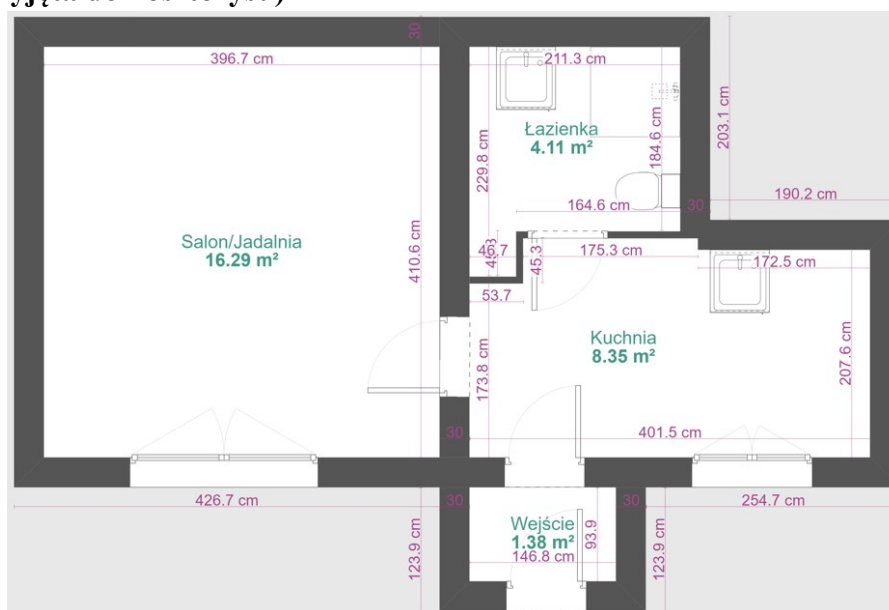 30
396.7 cm
211.3 cm
203.1 cm
Łazienka
4.11 m²
229.8 cm
184.6 cm
190.2 cm
164.6 cm
30
Salon/Jadalnia
16.29 m²
410.6 cm
46.7
45.3
175.3 cm
172.5 cm
53.7
Kuchnia
8.35 m²
173.8 cm
207.6 cm
30
401.5 cm
426.7 cm
30
30
254.7 cm
Wejście
1.38 m²
146.8 cm
93.9
123.9 cm
123.9 cm